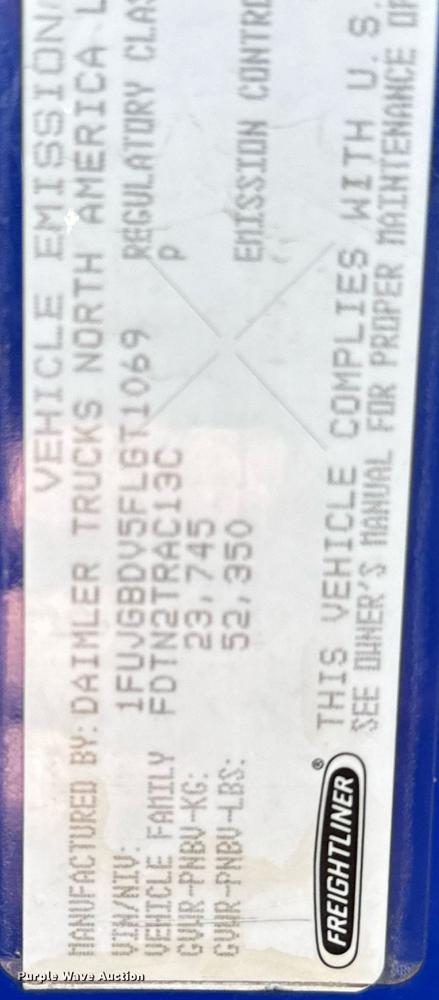 VEHICLE EMISSION
MANUFACTURED BY: DAIMLER TRUCKS NORTH AMERICA L
VIN/NIV: 1FUJGBDV5FLGT1069 REGULATORY CLAS
VEHICLE FAMILY FDTN2TRAC13C P
GVWR-PNBV-KG: 23,745
GVWR-PNBV-LBS: 52,350 EMISSION CONTRO
THIS VEHICLE COMPLIES WITH U.S.
SEE OWNER'S MANUAL FOR PROPER MAINTENANCE OF
FREIGHTLINER®
Purple Wave Auction